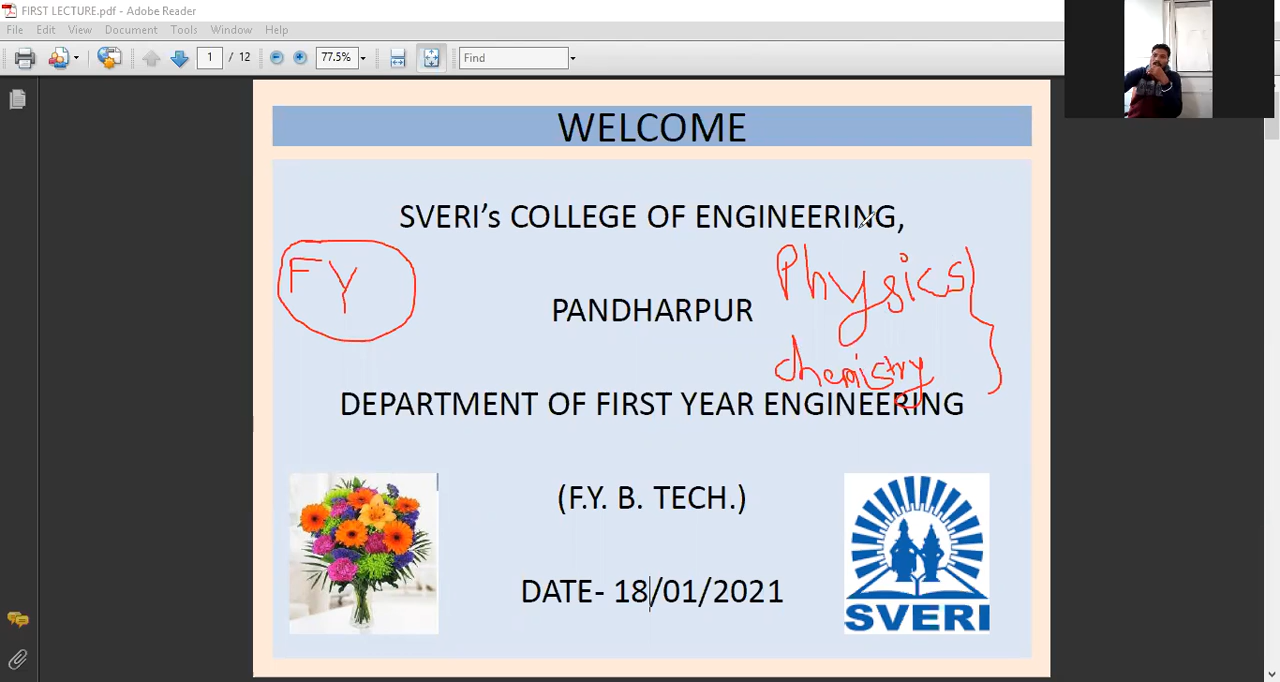 FIRST LECTURE.pdf - Adobe Reader
File Edit View Document Tools Window Help
1 / 12 77.5% Find
WELCOME
SVERI’s COLLEGE OF ENGINEERING,
FY
Physics
PANDHARPUR
chemistry
DEPARTMENT OF FIRST YEAR ENGINEERING
(F.Y. B. TECH.)
DATE- 18/01/2021
SVERI